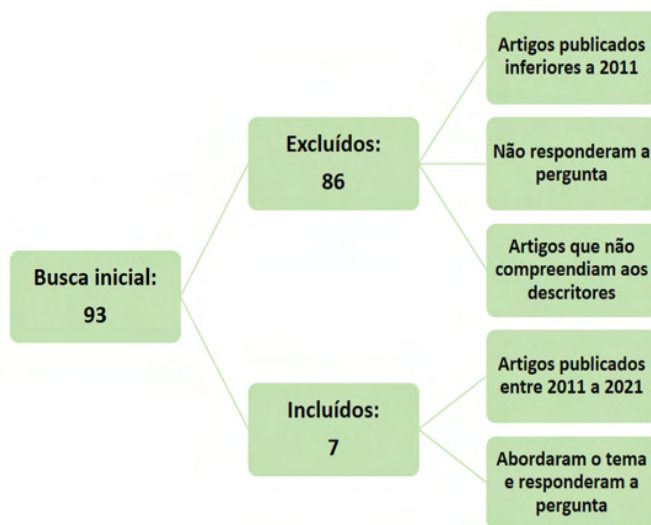 Busca inicial:
93
Excluídos:
86
Artigos publicados
inferiores a 2011
Não responderam a
pergunta
Artigos que não
compreendiam aos
descritores
Incluídos:
7
Artigos publicados
entre 2011 a 2021
Abordaram o tema
e responderam a
pergunta